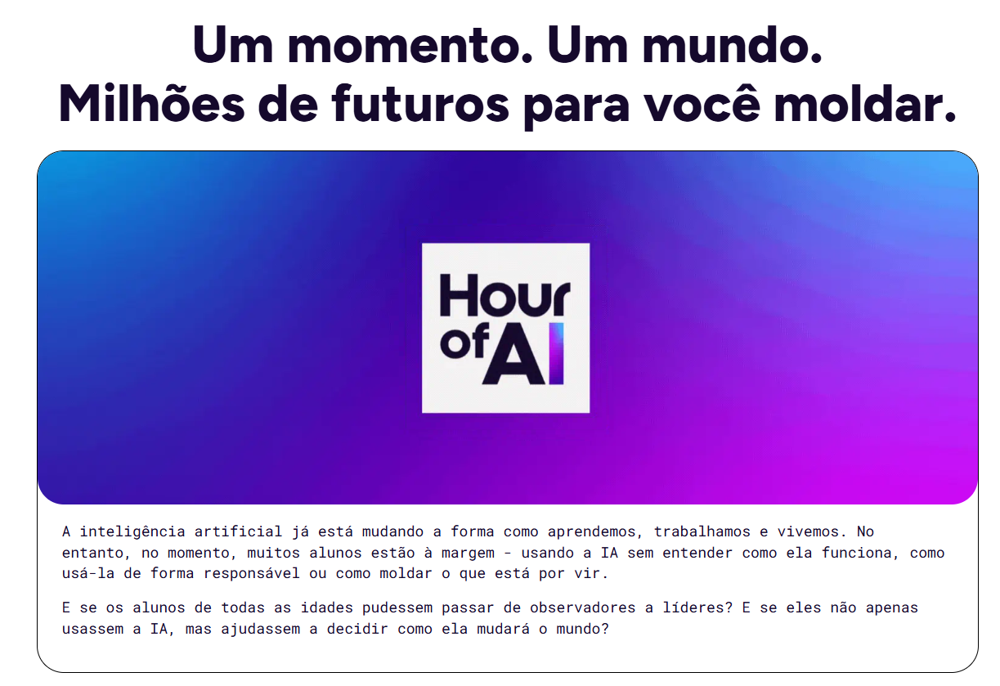 Um momento. Um mundo.
Milhões de futuros para você moldar.
Hour
of AI
A inteligência artificial já está mudando a forma como aprendemos, trabalhamos e vivemos. No
entanto, no momento, muitos alunos estão à margem - usando a IA sem entender como ela funciona, como
usá-la de forma responsável ou como moldar o que está por vir.
E se os alunos de todas as idades pudessem passar de observadores a líderes? E se eles não apenas
usassem a IA, mas ajudassem a decidir como ela mudará o mundo?